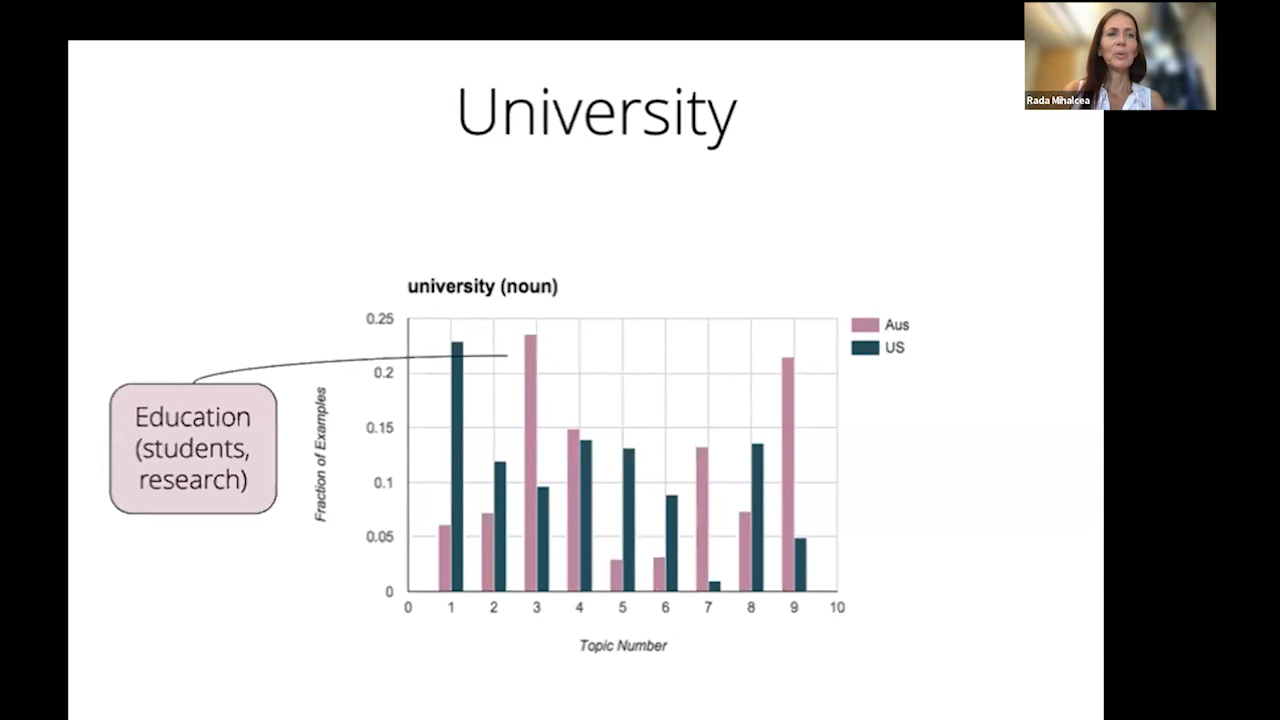 Rada Mihalcea
University
university (noun)
0.25
0.2
0.15
0.1
0.05
0
Fraction of Examples
0 1 2 3 4 5 6 7 8 9 10
Topic Number
Aus
US
Education
(students,
research)